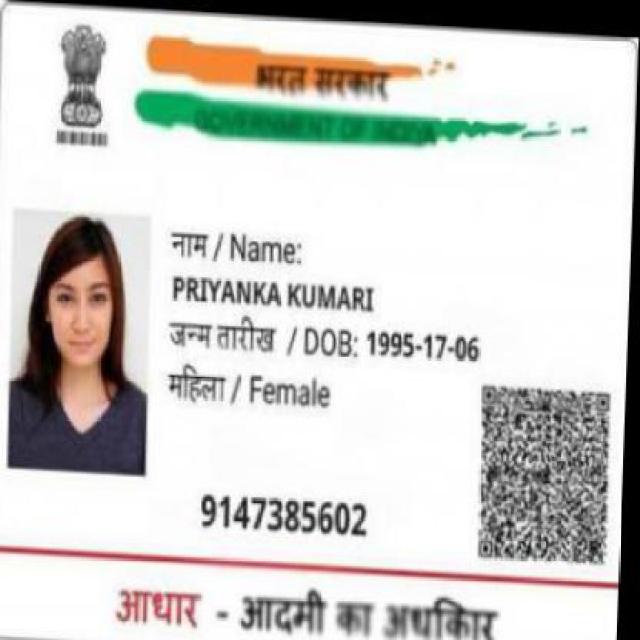 भारत सरकार
GOVERNMENT OF INDIA
नाम / Name:
PRIYANKA KUMARI
जन्म तारीख / DOB: 1995-17-06
महिला / Female
9147385602
आधार - आदमी का अधिकार